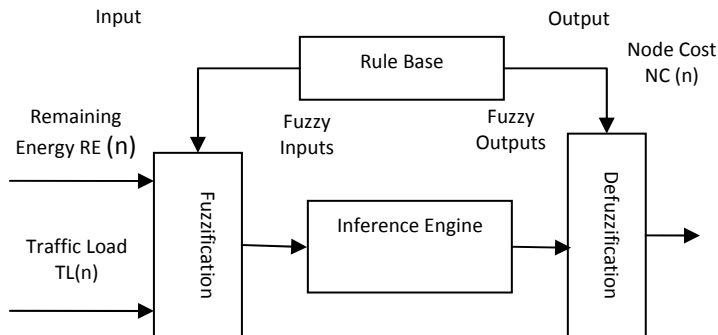 Input
Output
Rule Base
Node Cost
NC (n)
Remaining
Energy RE (n)
Fuzzy
Inputs
Fuzzy
Outputs
Fuzzification
Inference Engine
Defuzzification
Traffic Load
TL(n)